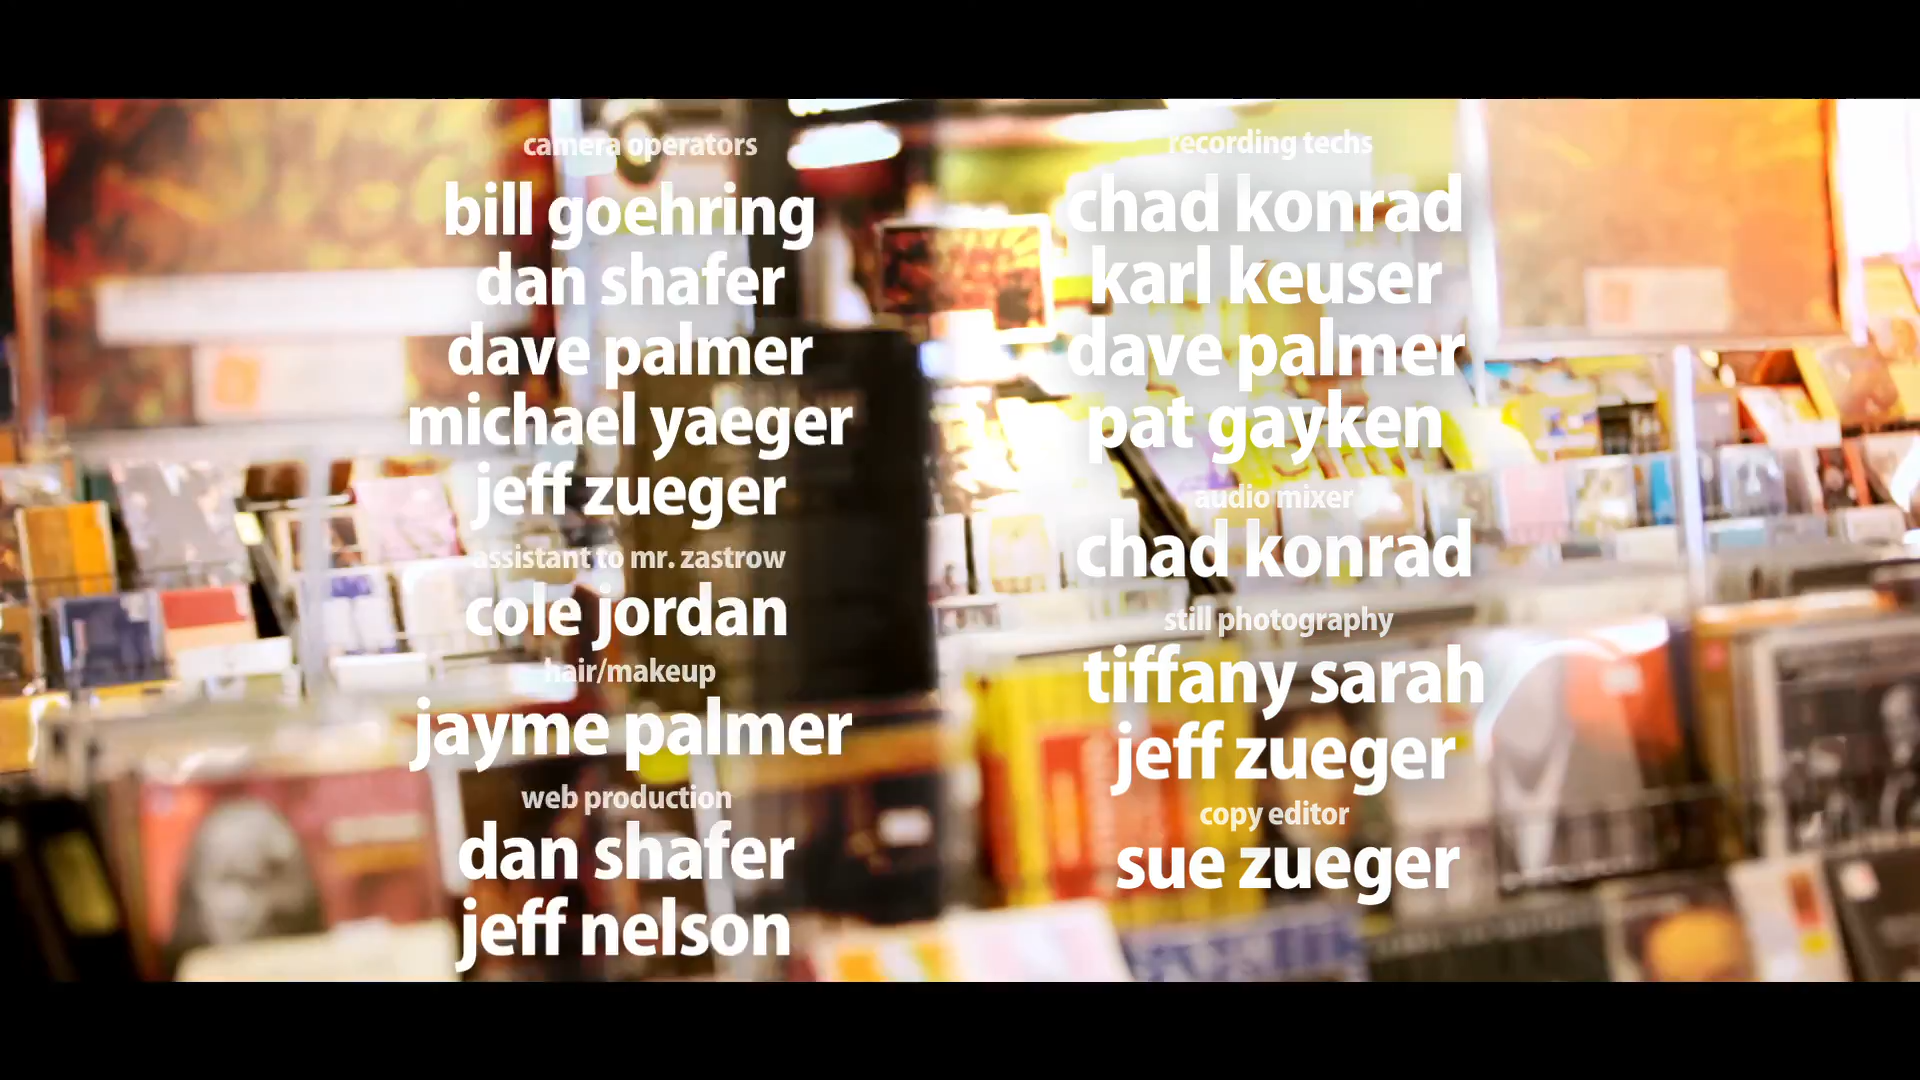 camera operators
bill goehring
dan shafer
dave palmer
michael yaeger
jeff zueger
assistant to mr. zastrow
cole jordan
hair/makeup
jayme palmer
web production
dan shafer
jeff nelson
recording techs
chad konrad
karl keuser
dave palmer
pat gayken
audio mixer
chad konrad
still photography
tiffany sarah
jeff zueger
copy editor
sue zueger